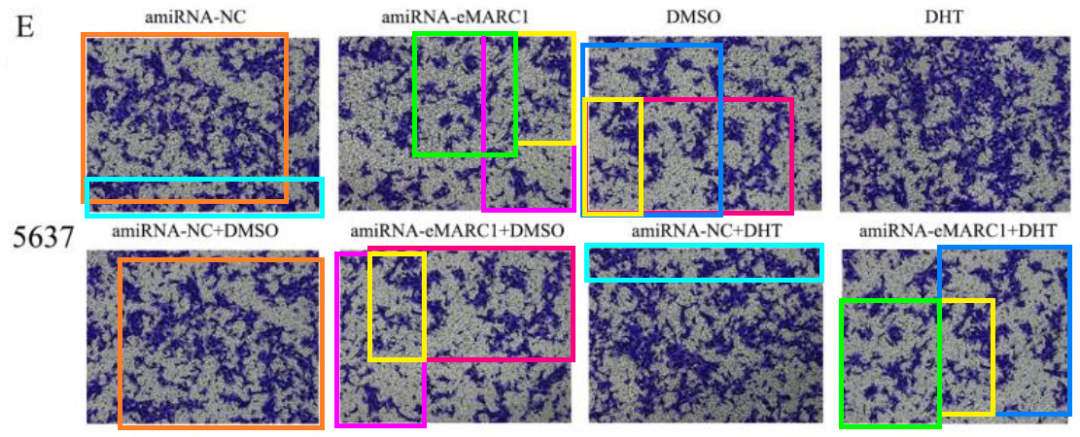 E
amiRNA-NC amiRNA-eMARC1 DMSO DHT
5637
amiRNA-NC+DMSO amiRNA-eMARC1+DMSO amiRNA-NC+DHT amiRNA-eMARC1+DHT